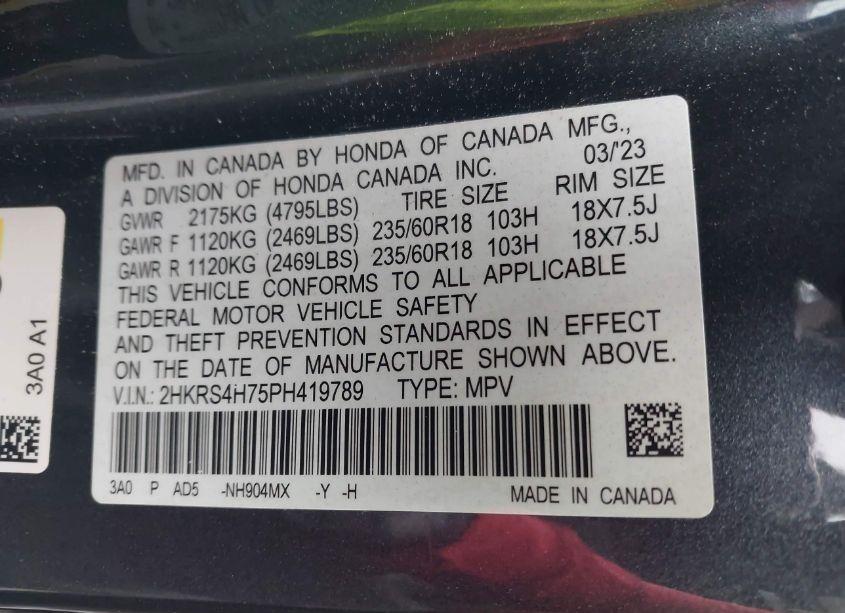 MFD. IN CANADA BY HONDA OF CANADA MFG.,
A DIVISION OF HONDA CANADA INC. 03/'23
GVWR 2175KG (4795LBS) TIRE SIZE RIM SIZE
GAWR F 1120KG (2469LBS) 235/60R18 103H 18X7.5J
GAWR R 1120KG (2469LBS) 235/60R18 103H 18X7.5J
THIS VEHICLE CONFORMS TO ALL APPLICABLE
FEDERAL MOTOR VEHICLE SAFETY
AND THEFT PREVENTION STANDARDS IN EFFECT
ON THE DATE OF MANUFACTURE SHOWN ABOVE.
V.I.N.: 2HKRS4H75PH419789 TYPE: MPV
3A0 P AD5 -NH904MX -Y -H MADE IN CANADA
3A0 A1